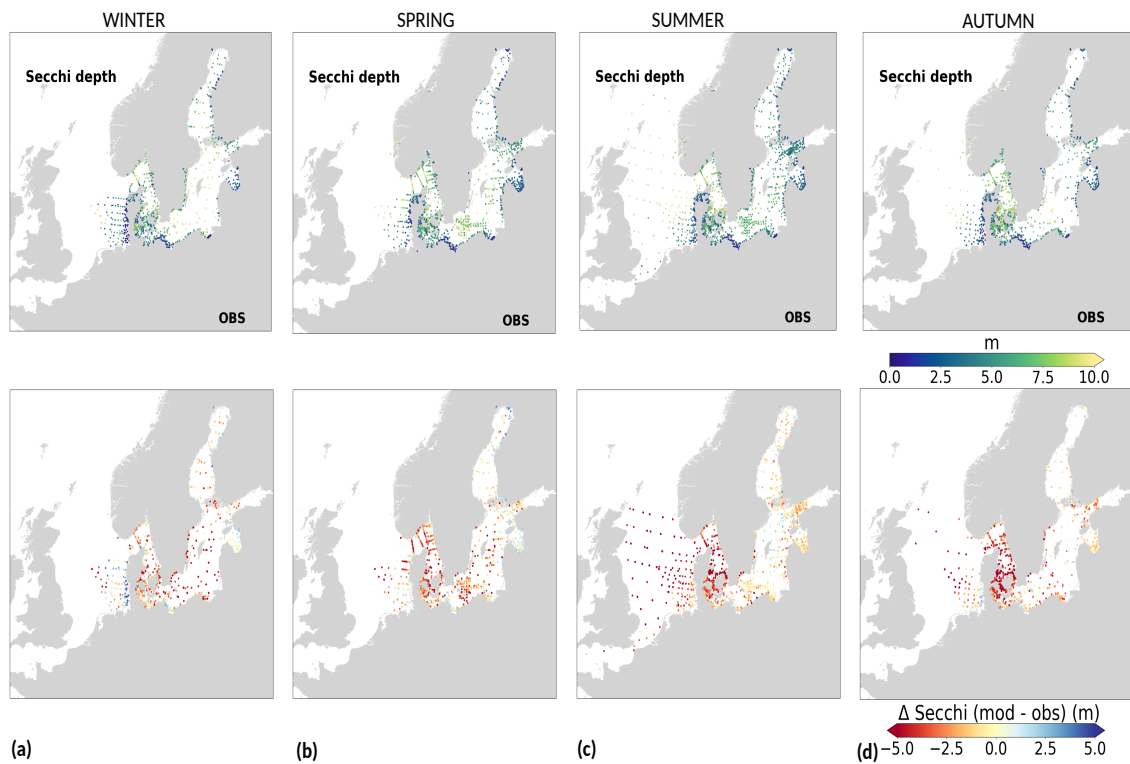 WINTER SPRING SUMMER AUTUMN
Secchi depth Secchi depth Secchi depth Secchi depth
OBS OBS OBS OBS
m
0.0 2.5 5.0 7.5 10.0
Δ Secchi (mod - obs) (m)
(a) (b) (c) (d) −5.0 −2.5 0.0 2.5 5.0